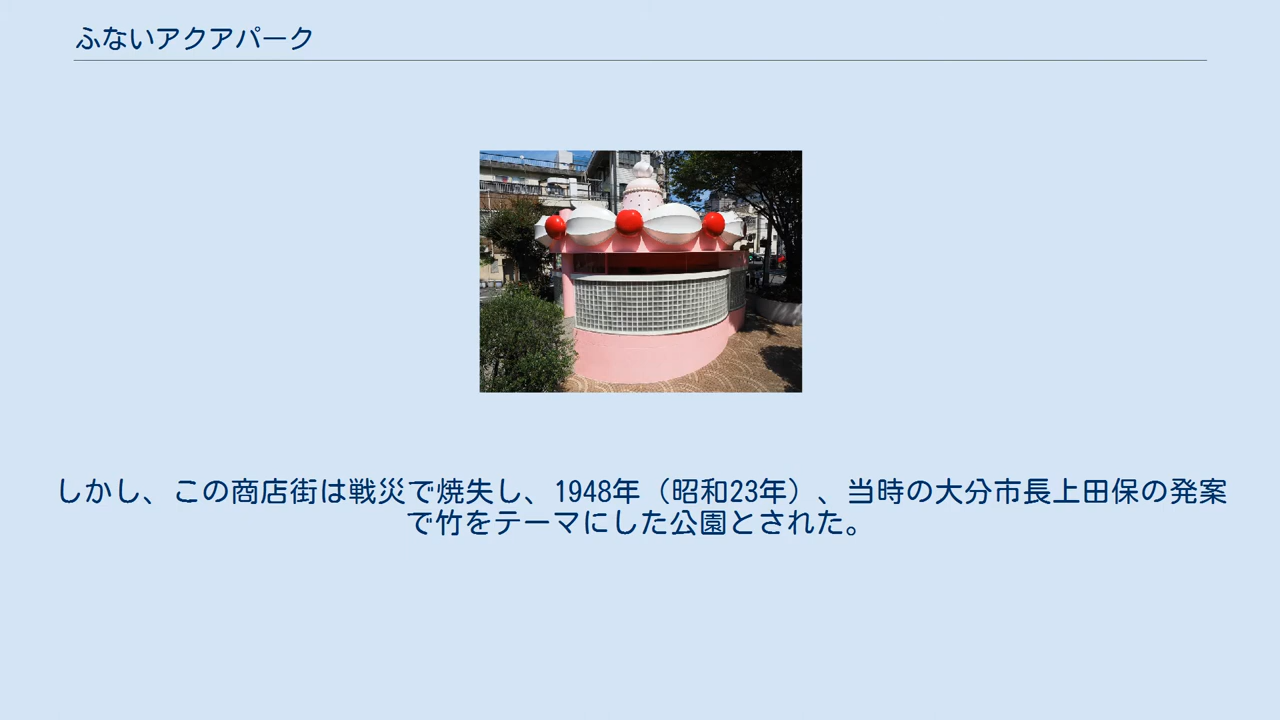 ふないアクアパーク
しかし、この商店街は戦災で焼失し、1948年（昭和23年）、当時の大分市長上田保の発案
で竹をテーマにした公園とされた。